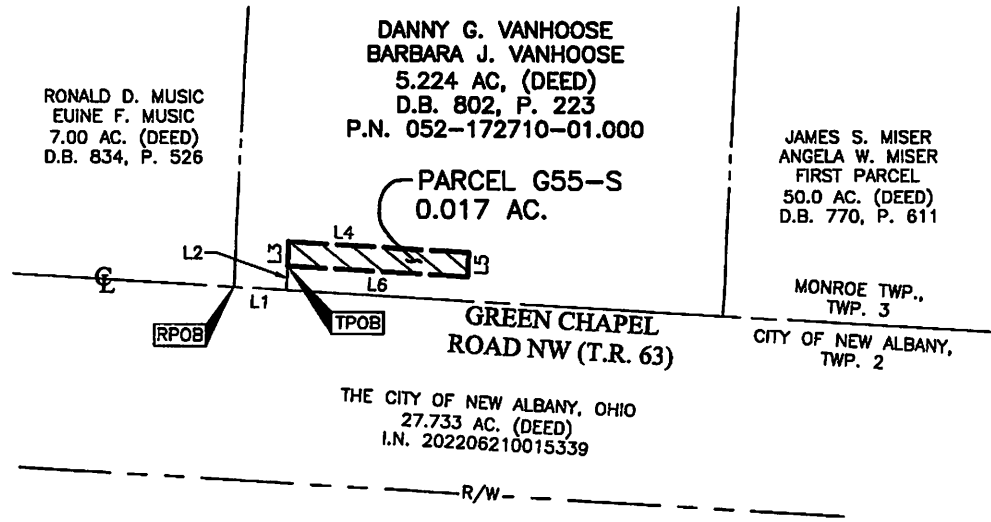 DANNY G. VANHOOSE
BARBARA J. VANHOOSE
5.224 AC, (DEED)
D.B. 802, P. 223
P.N. 052-172710-01.000
RONALD D. MUSIC
EUINE F. MUSIC
7.00 AC. (DEED)
D.B. 834, P. 526
JAMES S. MISER
ANGELA W. MISER
FIRST PARCEL
50.0 AC. (DEED)
D.B. 770, P. 611
PARCEL G55-S
0.017 AC.
L4
L3
L5
L2
L6
L1
CL
RPOB
TPOB
MONROE TWP.,
TWP. 3
GREEN CHAPEL
ROAD NW (T.R. 63)
CITY OF NEW ALBANY,
TWP. 2
THE CITY OF NEW ALBANY, OHIO
27.733 AC. (DEED)
I.N. 202206210015339
R/W